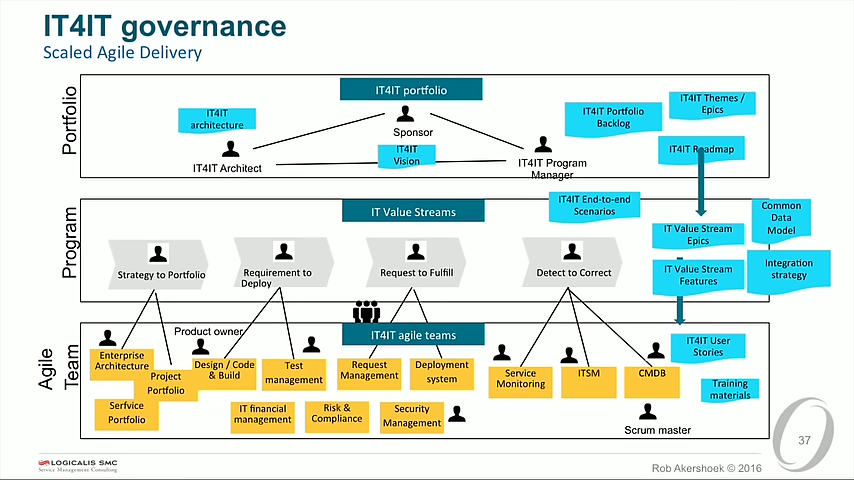 IT4IT governance
Scaled Agile Delivery
Portfolio
IT4IT portfolio
IT4IT
architecture
Sponsor
IT4IT Portfolio
Backlog
IT4IT Themes /
Epics
IT4IT Architect
IT4IT
Vision
IT4IT Program
Manager
IT4IT Roadmap
Program
IT Value Streams
IT4IT End-to-end
Scenarios
Common
Data
Model
IT Value Stream
Epics
Strategy to Portfolio
Requirement to
Deploy
Request to Fulfill
Detect to Correct
IT Value Stream
Features
Integration
strategy
Agile
Team
Product owner
IT4IT agile teams
IT4IT User
Stories
Enterprise
Architecture
Project
Portfolio
Serfvice
Portfolio
Design / Code
& Build
Test
management
Request
Management
Deployment
system
Service
Monitoring
ITSM
CMDB
Training
materials
IT financial
management
Risk &
Compliance
Security
Management
Scrum master
37
LOGICALIS SMC
Service Management Consulting
Rob Akershoek © 2016